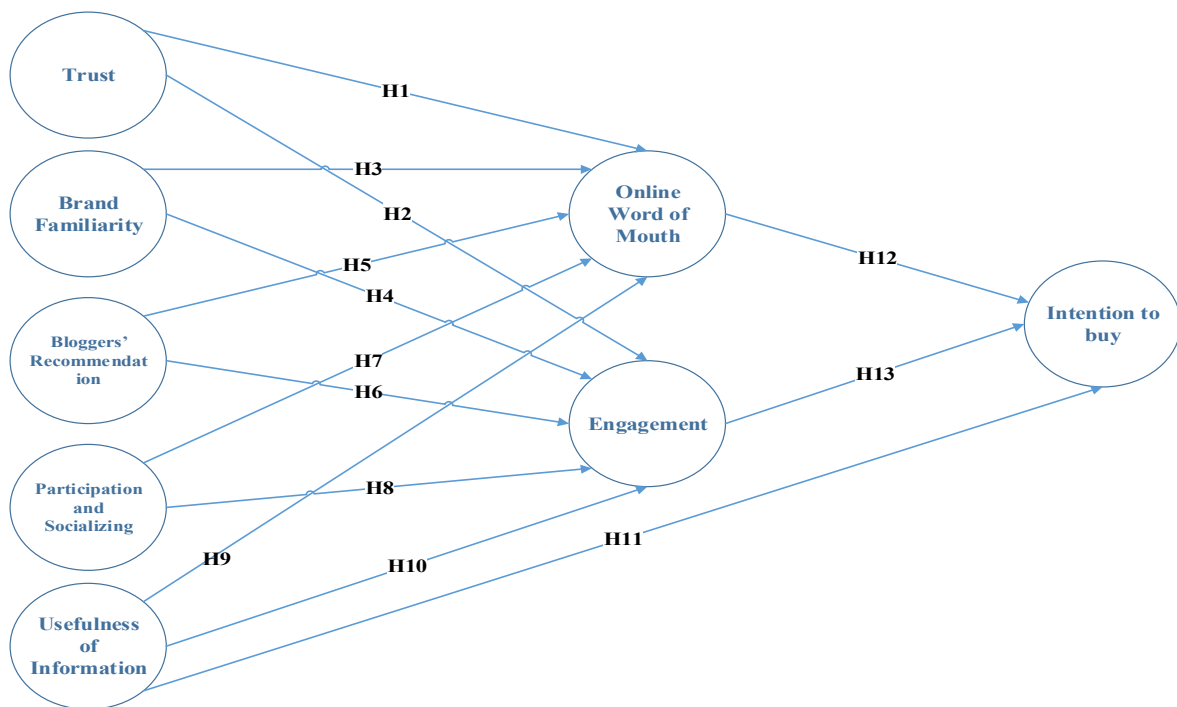 Trust
H1
Brand
Familiarity
H3
H2
Online
Word of
Mouth
H12
H5
H4
Bloggers’
Recommendat
ion
H7
H6
Intention to
buy
H13
Engagement
Participation
and
Socializing
H8
H9
H10
H11
Usefulness
of
Information